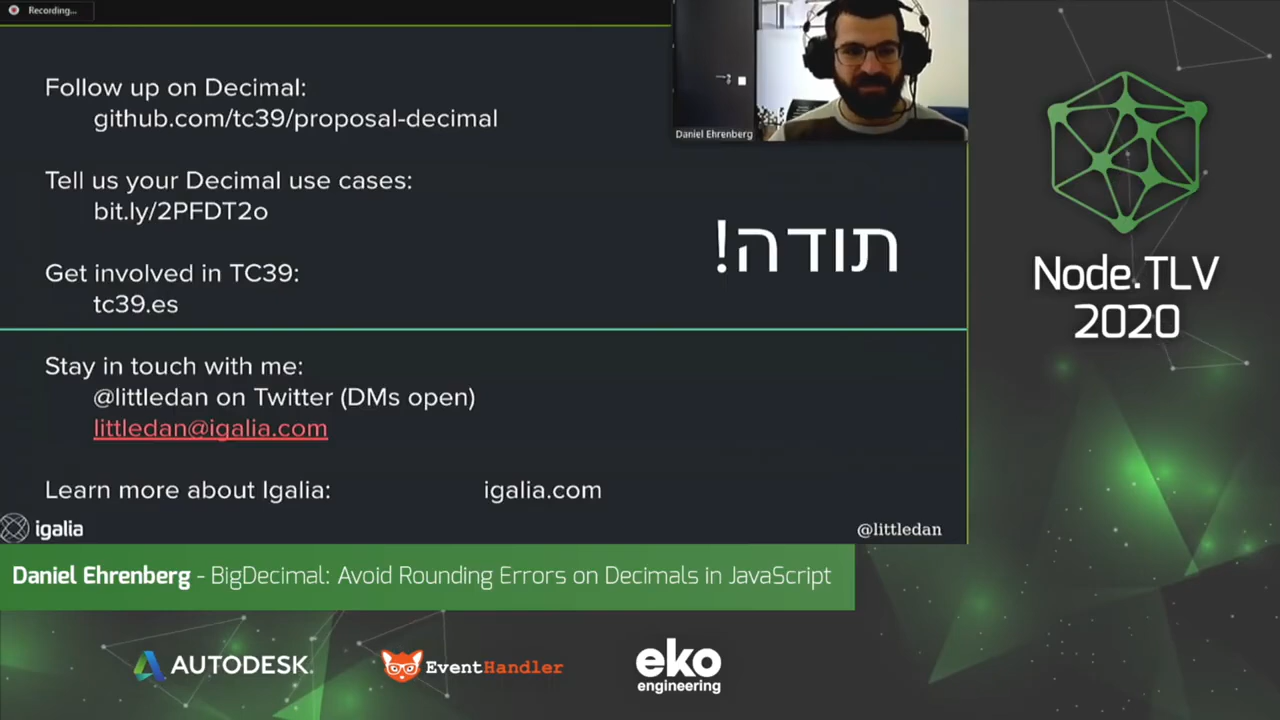 Recording...
Follow up on Decimal:
github.com/tc39/proposal-decimal
Tell us your Decimal use cases:
bit.ly/2PFDT2o
Get involved in TC39:
tc39.es
תודה!
Stay in touch with me:
@littledan on Twitter (DMs open)
littledan@igalia.com
Learn more about Igalia: igalia.com
igalia
@littledan
Daniel Ehrenberg
Node.TLV
2020
Daniel Ehrenberg - BigDecimal: Avoid Rounding Errors on Decimals in JavaScript
AUTODESK.
EventHandler
eko
engineering